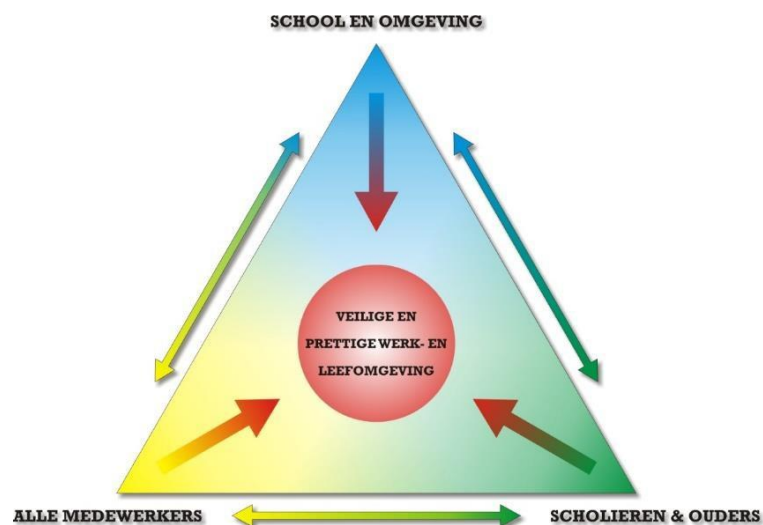 SCHOOL EN OMGEVING
VEILIGE EN
PRETTIGE WERK- EN
LEEFOMGEVING
ALLE MEDEWERKERS
SCHOLIEREN & OUDERS